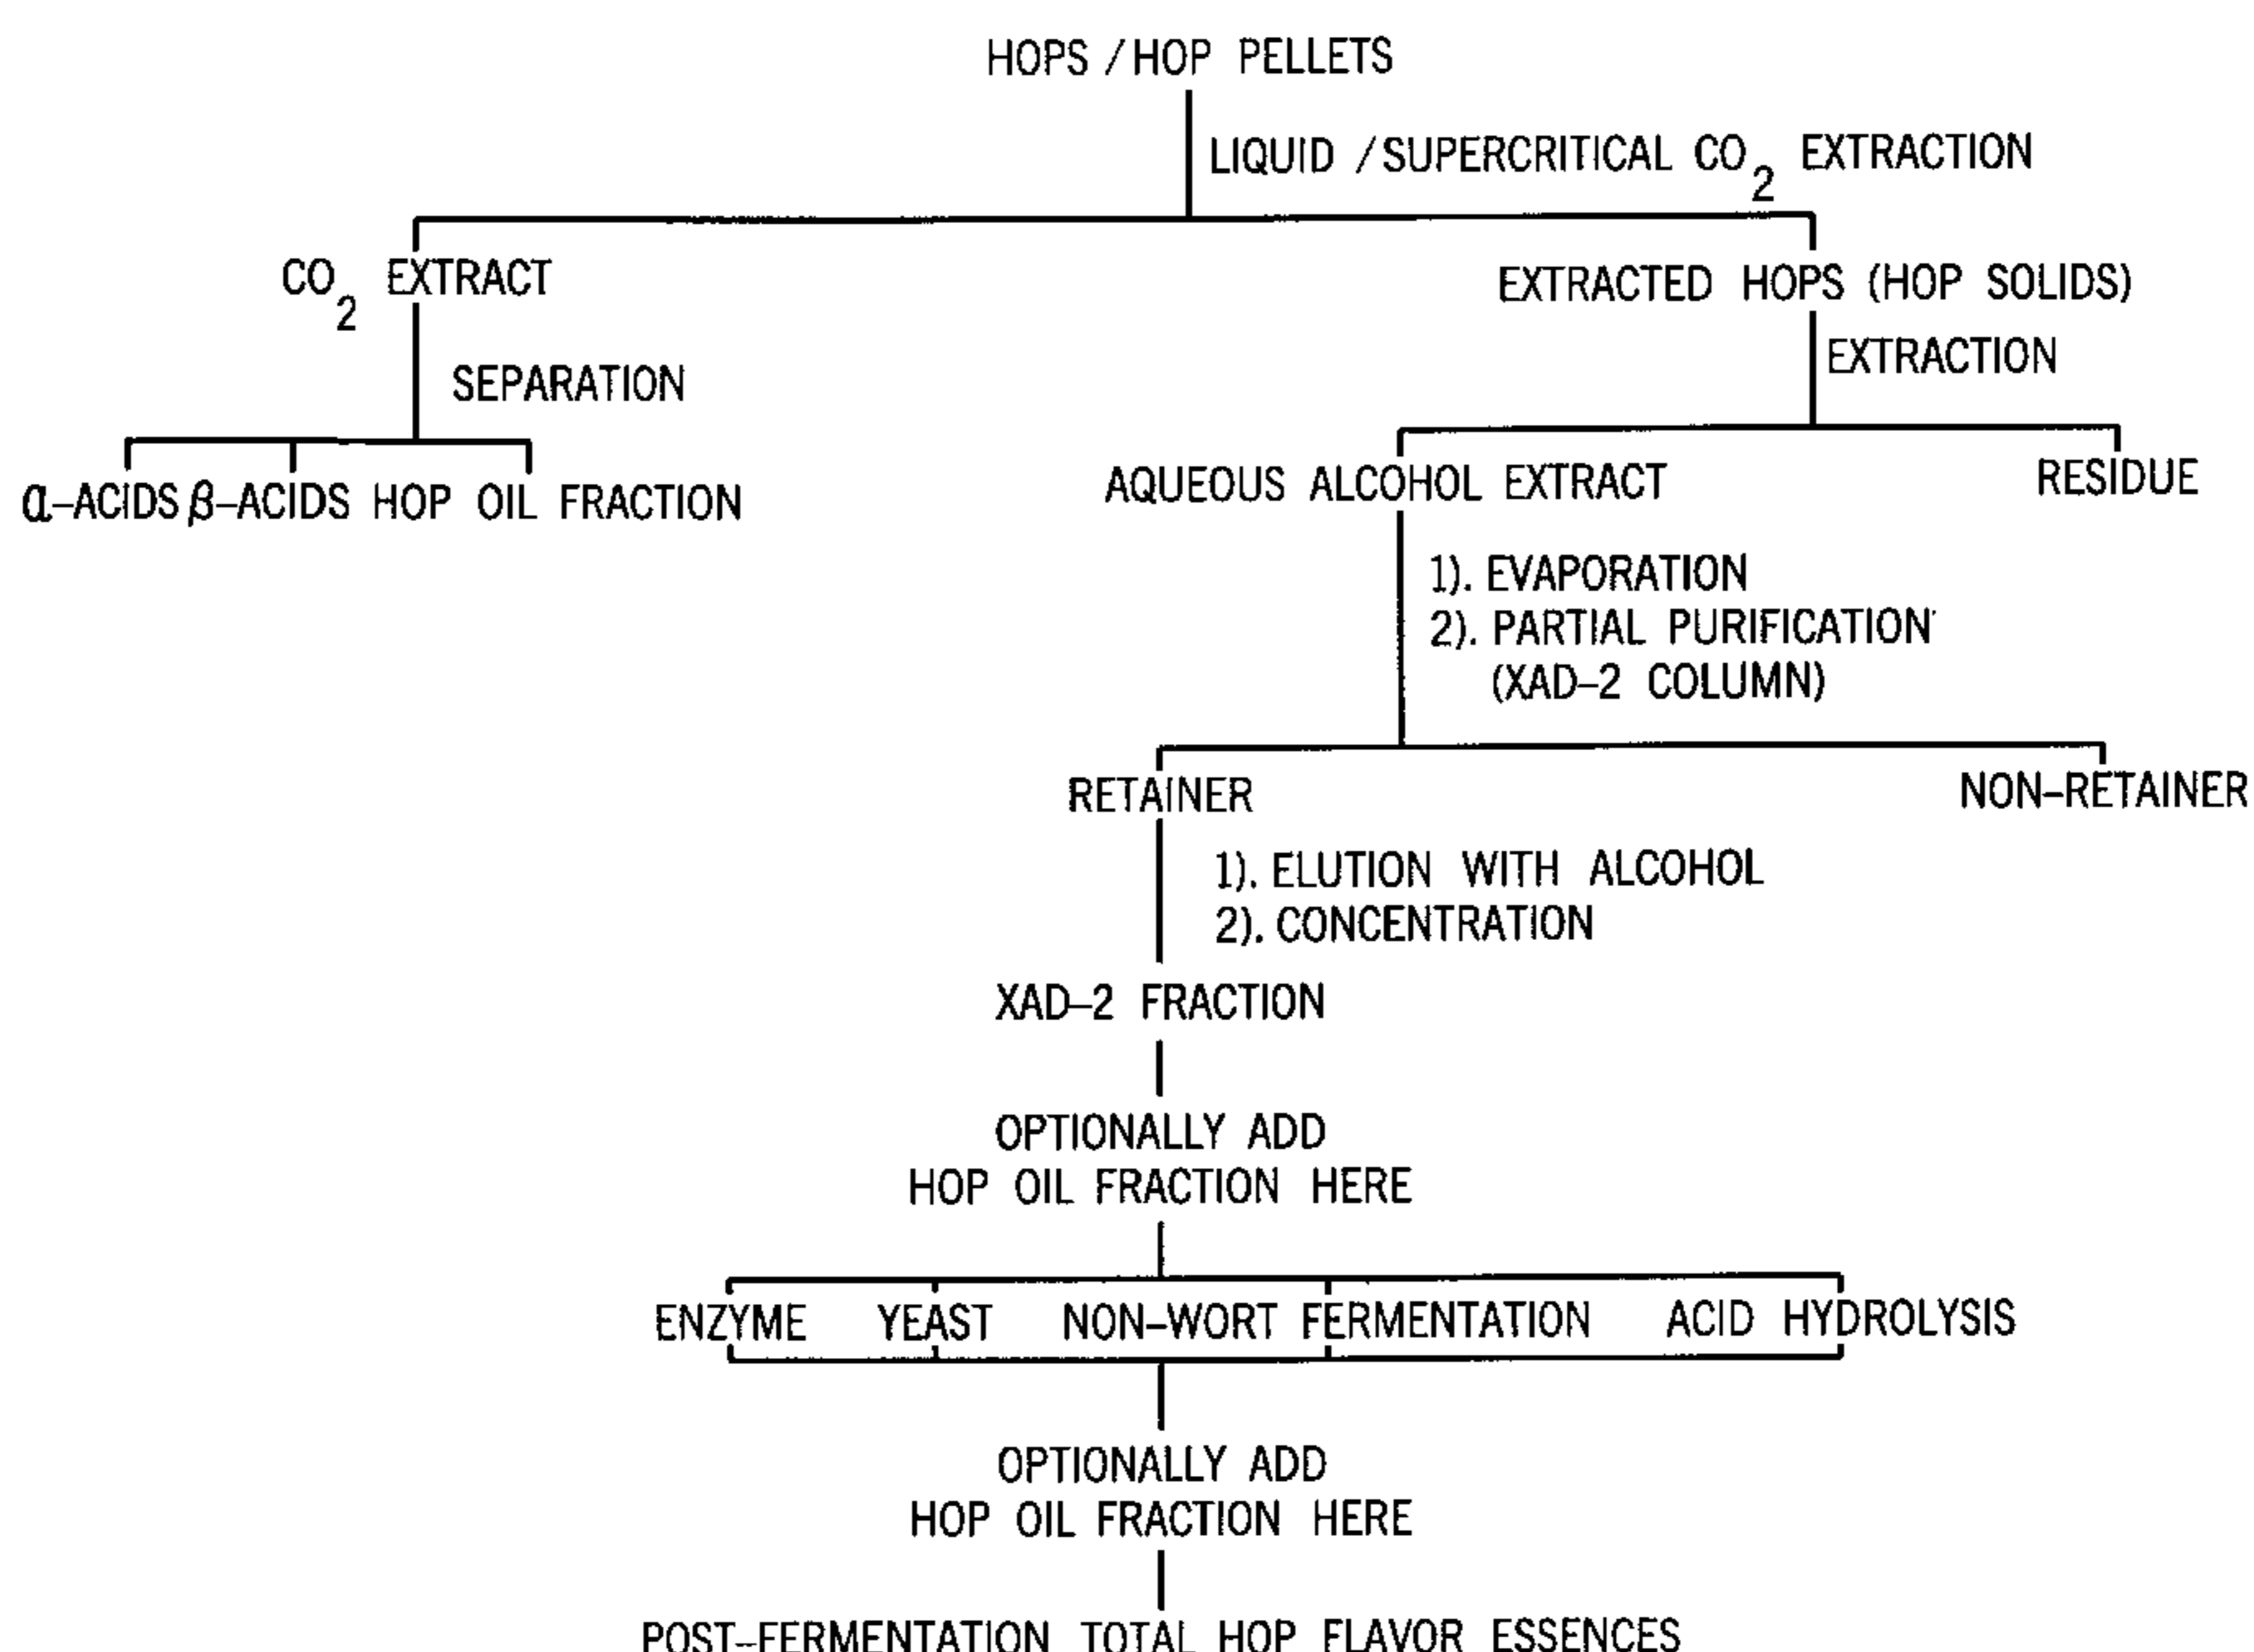 HOPS / HOP PELLETS
LIQUID / SUPERCRITICAL CO2 EXTRACTION
CO2 EXTRACT
EXTRACTED HOPS (HOP SOLIDS)
SEPARATION
EXTRACTION
α-ACIDS β-ACIDS HOP OIL FRACTION
AQUEOUS ALCOHOL EXTRACT
RESIDUE
1). EVAPORATION
2). PARTIAL PURIFICATION
(XAD-2 COLUMN)
RETAINER
NON-RETAINER
1). ELUTION WITH ALCOHOL
2). CONCENTRATION
XAD-2 FRACTION
OPTIONALLY ADD
HOP OIL FRACTION HERE
ENZYME YEAST NON-WORT FERMENTATION ACID HYDROLYSIS
OPTIONALLY ADD
HOP OIL FRACTION HERE
POST-FERMENTATION TOTAL HOP FLAVOR ESSENCES